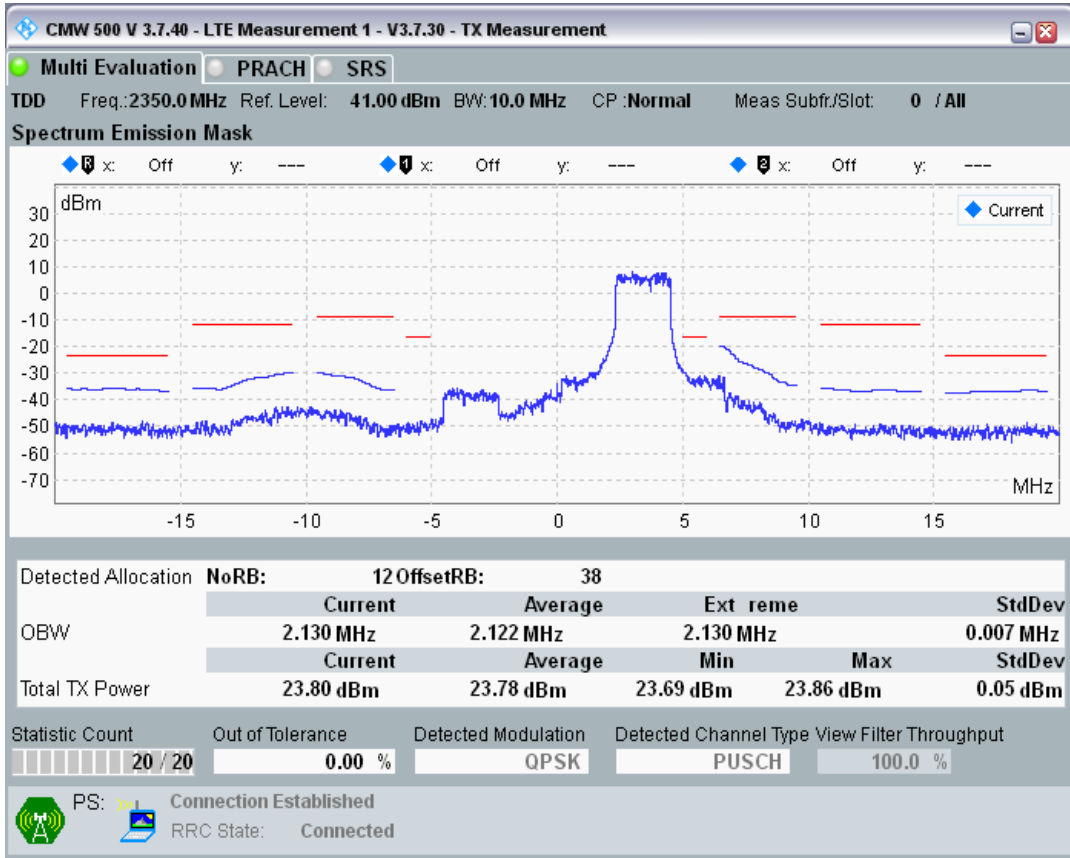 CMW 500 V 3.7.40 - LTE Measurement 1 - V3.7.30 - TX Measurement
Multi Evaluation PRACH SRS
TDD Freq.:2350.0 MHz Ref. Level: 41.00 dBm BW: 10.0 MHz CP :Normal Meas Subfr./Slot: 0 / All
Spectrum Emission Mask
R x: Off y: --- 1 x: Off y: --- 2 x: Off y: ---
dBm
Current
30
20
10
0
-10
-20
-30
-40
-50
-60
-70
MHz
-15 -10 -5 0 5 10 15
Detected Allocation NoRB: 12 OffsetRB: 38
Current Average Ext reme StdDev
OBW 2.130 MHz 2.122 MHz 2.130 MHz 0.007 MHz
Current Average Min Max StdDev
Total TX Power 23.80 dBm 23.78 dBm 23.69 dBm 23.86 dBm 0.05 dBm
Statistic Count Out of Tolerance Detected Modulation Detected Channel Type View Filter Throughput
20 / 20 0.00 % QPSK PUSCH 100.0 %
PS: Connection Established
RRC State: Connected